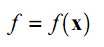 f = f(x)